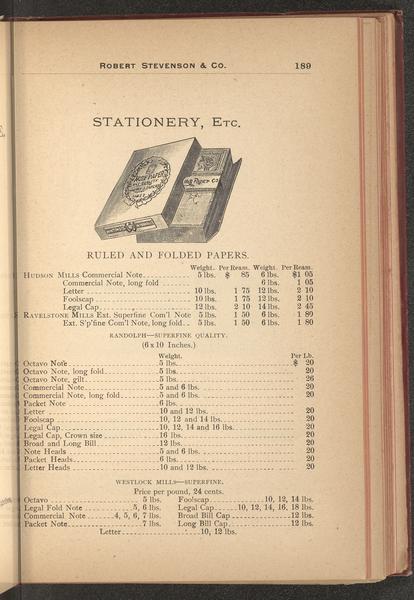 ROBERT STEVENSON & CO. 189
STATIONERY, ETC.
RULED AND FOLDED PAPERS.
Weight. Per Ream. Weight. Per Ream.
HUDSON MILLS Commercial Note 5 lbs. $ 85 6 lbs. $1 05
Commercial Note, long fold 6 lbs. 1 05
Letter 10 lbs. 1 75 12 lbs. 2 10
Foolscap 10 lbs. 1 75 12 lbs. 2 10
Legal Cap 12 lbs. 2 10 14 lbs. 2 45
RAVELSTONE MILLS Ext. Superfine Com'l Note 5 lbs. 1 50 6 lbs. 1 80
Ext. S'p'fine Com'l Note, long fold.. 5 lbs. 1 50 6 lbs. 1 80
RANDOLPH—SUPERFINE QUALITY.
(6 x 10 Inches.)
Weight. Per Lb.
Octavo Note 5 lbs. $ 20
Octavo Note, long fold 5 lbs. 20
Octavo Note, gilt 5 lbs. 26
Commercial Note 5 and 6 lbs. 20
Commercial Note, long fold 5 and 6 lbs. 20
Packet Note 6 lbs. 20
Letter 10 and 12 lbs. 20
Foolscap 10, 12 and 14 lbs. 20
Legal Cap 10, 12, 14 and 16 lbs. 20
Legal Cap, Crown size 16 lbs. 20
Broad and Long Bill 12 lbs. 20
Note Heads 5 and 6 lbs. 20
Packet Heads 6 lbs. 20
Letter Heads 10 and 12 lbs. 20
WESTLOCK MILLS—SUPERFINE.
Price per pound, 24 cents.
Octavo 5 lbs. Foolscap 10, 12, 14 lbs.
Legal Fold Note 5, 6 lbs. Legal Cap 10, 12, 14, 16, 18 lbs.
Commercial Note 4, 5, 6, 7 lbs. Broad Bill Cap 12 lbs.
Packet Note 7 lbs. Long Bill Cap 12 lbs.
Letter 10, 12 lbs.